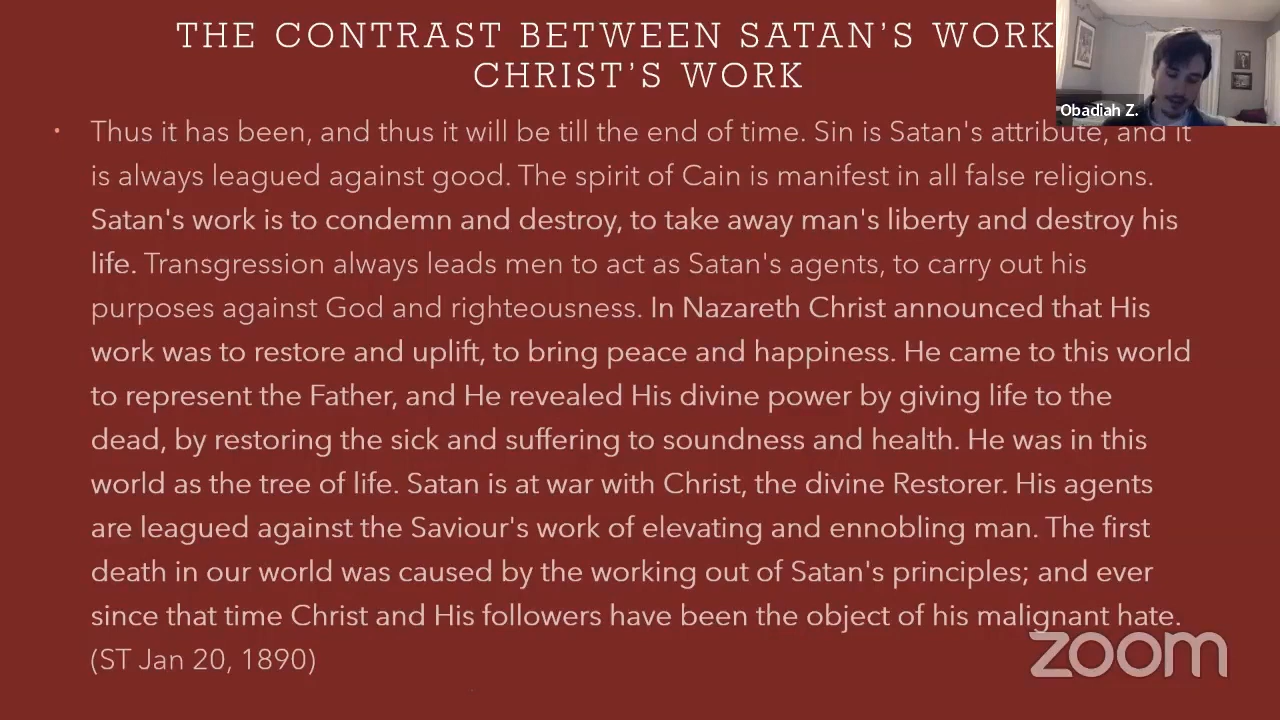 THE CONTRAST BETWEEN SATAN'S WORK
CHRIST'S WORK
Obadiah Z.
• Thus it has been, and thus it will be till the end of time. Sin is Satan's attribute, and it
is always leagued against good. The spirit of Cain is manifest in all false religions.
Satan's work is to condemn and destroy, to take away man's liberty and destroy his
life. Transgression always leads men to act as Satan's agents, to carry out his
purposes against God and righteousness. In Nazareth Christ announced that His
work was to restore and uplift, to bring peace and happiness. He came to this world
to represent the Father, and He revealed His divine power by giving life to the
dead, by restoring the sick and suffering to soundness and health. He was in this
world as the tree of life. Satan is at war with Christ, the divine Restorer. His agents
are leagued against the Saviour's work of elevating and ennobling man. The first
death in our world was caused by the working out of Satan's principles; and ever
since that time Christ and His followers have been the object of his malignant hate.
(ST Jan 20, 1890)
zoom